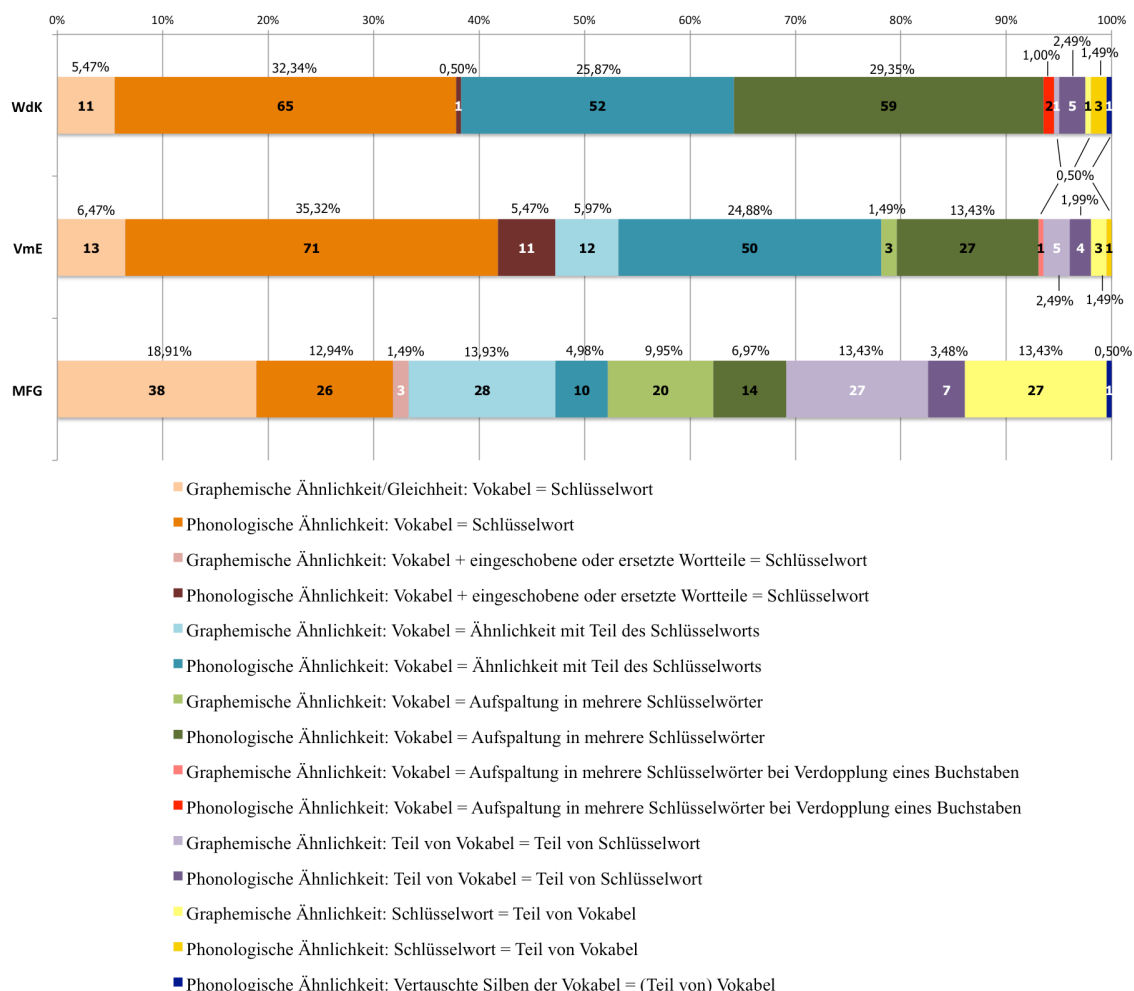 0% 10% 20% 30% 40% 50% 60% 70% 80% 90% 100%
5,47% 32,34% 0,50% 25,87% 29,35% 1,00% 2,49% 1,49%
WdK 11 65 1 52 59 2 1 5 1 3 1
0,50%
6,47% 35,32% 5,47% 5,97% 24,88% 1,49% 13,43% 1,99%
VmE 13 71 11 12 50 3 27 1 5 4 3 1
2,49% 1,49%
18,91% 12,94% 1,49% 13,93% 4,98% 9,95% 6,97% 13,43% 3,48% 13,43% 0,50%
MFG 38 26 3 28 10 20 14 27 7 27 1
Graphemische Ähnlichkeit/Gleichheit: Vokabel = Schlüsselwort
Phonologische Ähnlichkeit: Vokabel = Schlüsselwort
Graphemische Ähnlichkeit: Vokabel + eingeschobene oder ersetzte Wortteile = Schlüsselwort
Phonologische Ähnlichkeit: Vokabel + eingeschobene oder ersetzte Wortteile = Schlüsselwort
Graphemische Ähnlichkeit: Vokabel = Ähnlichkeit mit Teil des Schlüsselworts
Phonologische Ähnlichkeit: Vokabel = Ähnlichkeit mit Teil des Schlüsselworts
Graphemische Ähnlichkeit: Vokabel = Aufspaltung in mehrere Schlüsselwörter
Phonologische Ähnlichkeit: Vokabel = Aufspaltung in mehrere Schlüsselwörter
Graphemische Ähnlichkeit: Vokabel = Aufspaltung in mehrere Schlüsselwörter bei Verdopplung eines Buchstaben
Phonologische Ähnlichkeit: Vokabel = Aufspaltung in mehrere Schlüsselwörter bei Verdopplung eines Buchstaben
Graphemische Ähnlichkeit: Teil von Vokabel = Teil von Schlüsselwort
Phonologische Ähnlichkeit: Teil von Vokabel = Teil von Schlüsselwort
Graphemische Ähnlichkeit: Schlüsselwort = Teil von Vokabel
Phonologische Ähnlichkeit: Schlüsselwort = Teil von Vokabel
Phonologische Ähnlichkeit: Vertauschte Silben der Vokabel = (Teil von) Vokabel